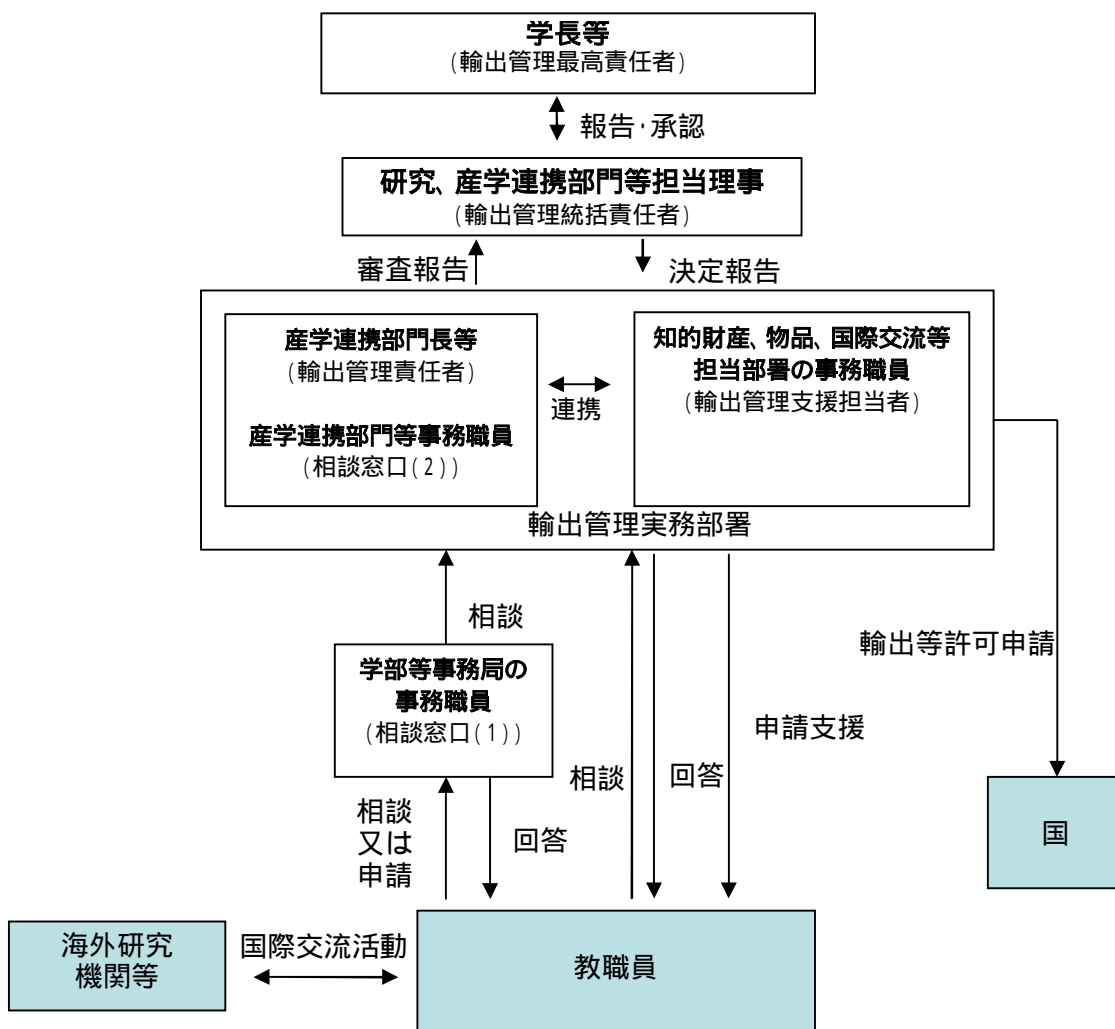 学長等
(輸出管理最高責任者)
報告・承認
研究、産学連携部門等担当理事
(輸出管理統括責任者)
審査報告
決定報告
産学連携部門長等
(輸出管理責任者)
産学連携部門等事務職員
(相談窓口(2))
連携
知的財産、物品、国際交流等
担当部署の事務職員
(輸出管理支援担当者)
輸出管理実務部署
相談
学部等事務局の
事務職員
(相談窓口(1))
相談
又は
申請
回答
相談
回答
申請支援
輸出等許可申請
国
海外研究
機関等
国際交流活動
教職員